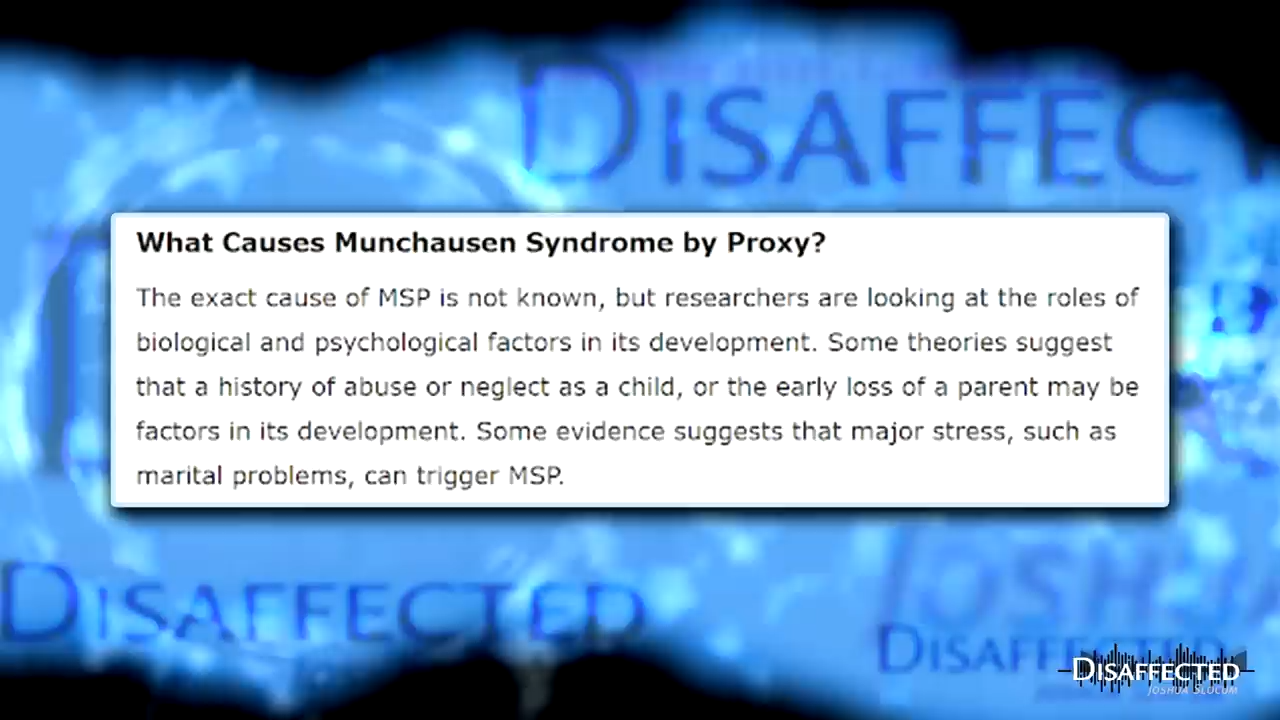 DISAFFEC
What Causes Munchausen Syndrome by Proxy?
The exact cause of MSP is not known, but researchers are looking at the roles of
biological and psychological factors in its development. Some theories suggest
that a history of abuse or neglect as a child, or the early loss of a parent may be
factors in its development. Some evidence suggests that major stress, such as
marital problems, can trigger MSP.
DISAFFECTED
JOSHU
DISAFFECTED
DISAFFECTED
JOSHUA SLOCUM